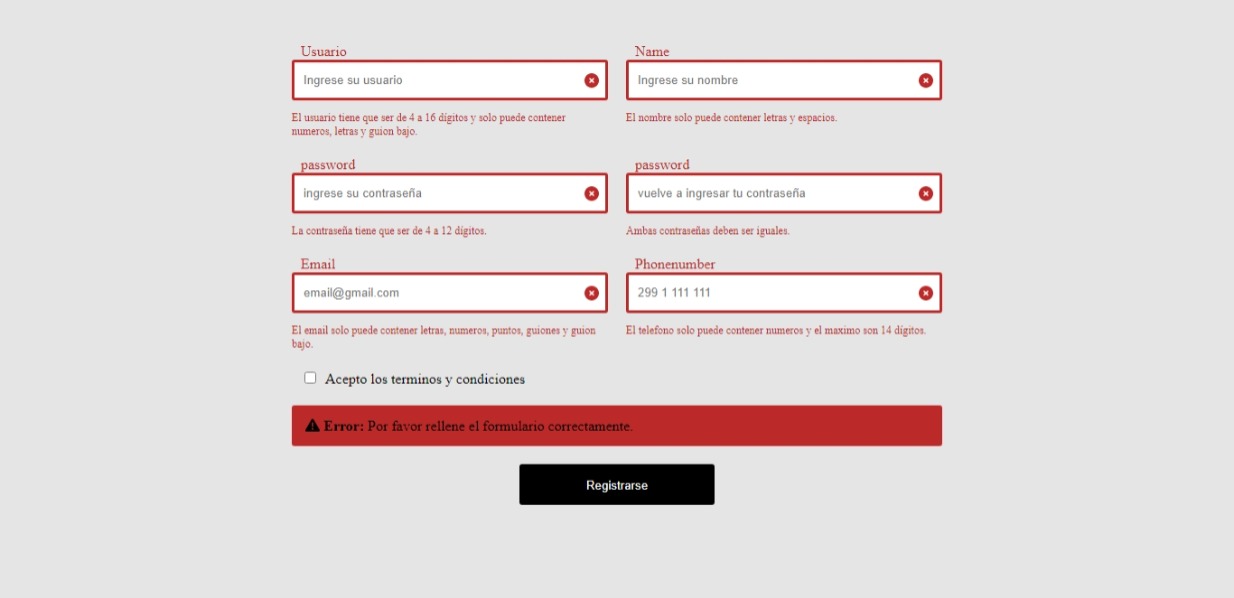 Usuario
Name
Ingrese su usuario
Ingrese su nombre
El usuario tiene que ser de 4 a 16 dígitos y solo puede contener
numeros, letras y guion bajo.
El nombre solo puede contener letras y espacios.
password
password
ingrese su contraseña
vuelve a ingresar tu contraseña
La contraseña tiene que ser de 4 a 12 dígitos.
Ambas contraseñas deben ser iguales.
Email
Phonenumber
email@gmail.com
299 1 111 111
El email solo puede contener letras, numeros, puntos, guiones y guion
bajo.
El telefono solo puede contener numeros y el maximo son 14 dígitos.
Acepto los terminos y condiciones
Error: Por favor rellene el formulario correctamente.
Registrarse